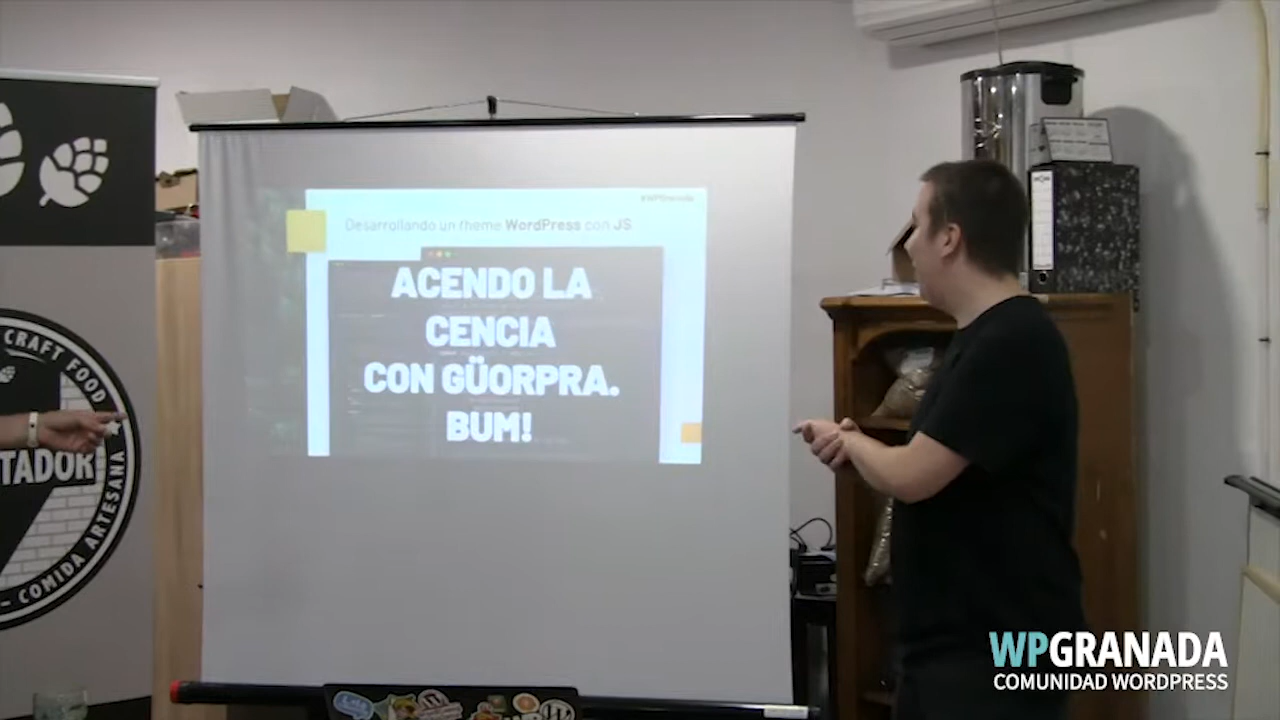 #WPGranada
Desarrollando un theme WordPress con JS
ACENDO LA
CENCIA
CON GÜORPRA.
BUM!
CRAFT FOOD
TADOR
- COMIDA ARTESANA
WPGRANADA
COMUNIDAD WORDPRESS